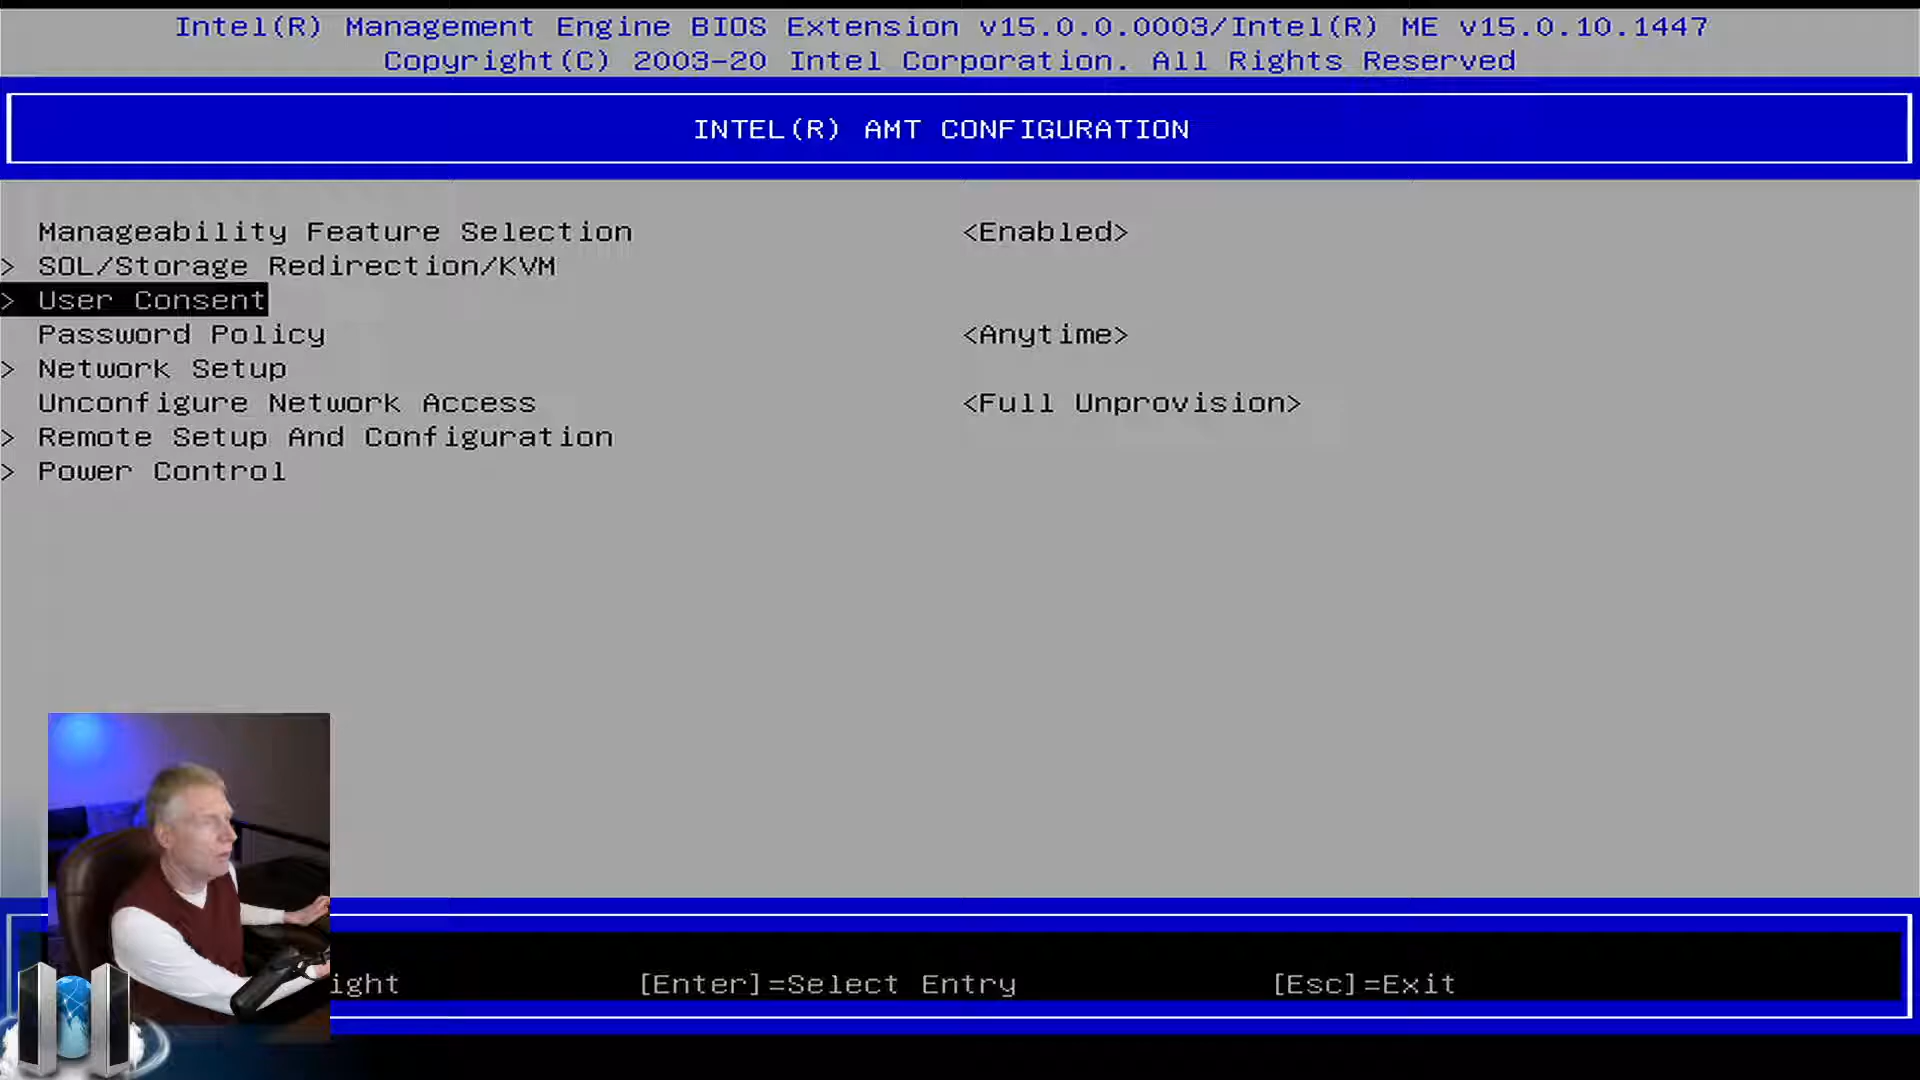 Intel(R) Management Engine BIOS Extension v15.0.0.0003/Intel(R) ME v15.0.10.1447
Copyright(C) 2003-20 Intel Corporation. All Rights Reserved
INTEL(R) AMT CONFIGURATION
Manageability Feature Selection <Enabled>
> SOL/Storage Redirection/KVM
> User Consent
Password Policy <Anytime>
> Network Setup
Unconfigure Network Access <Full Unprovision>
> Remote Setup And Configuration
> Power Control
ight [Enter]=Select Entry [Esc]=Exit